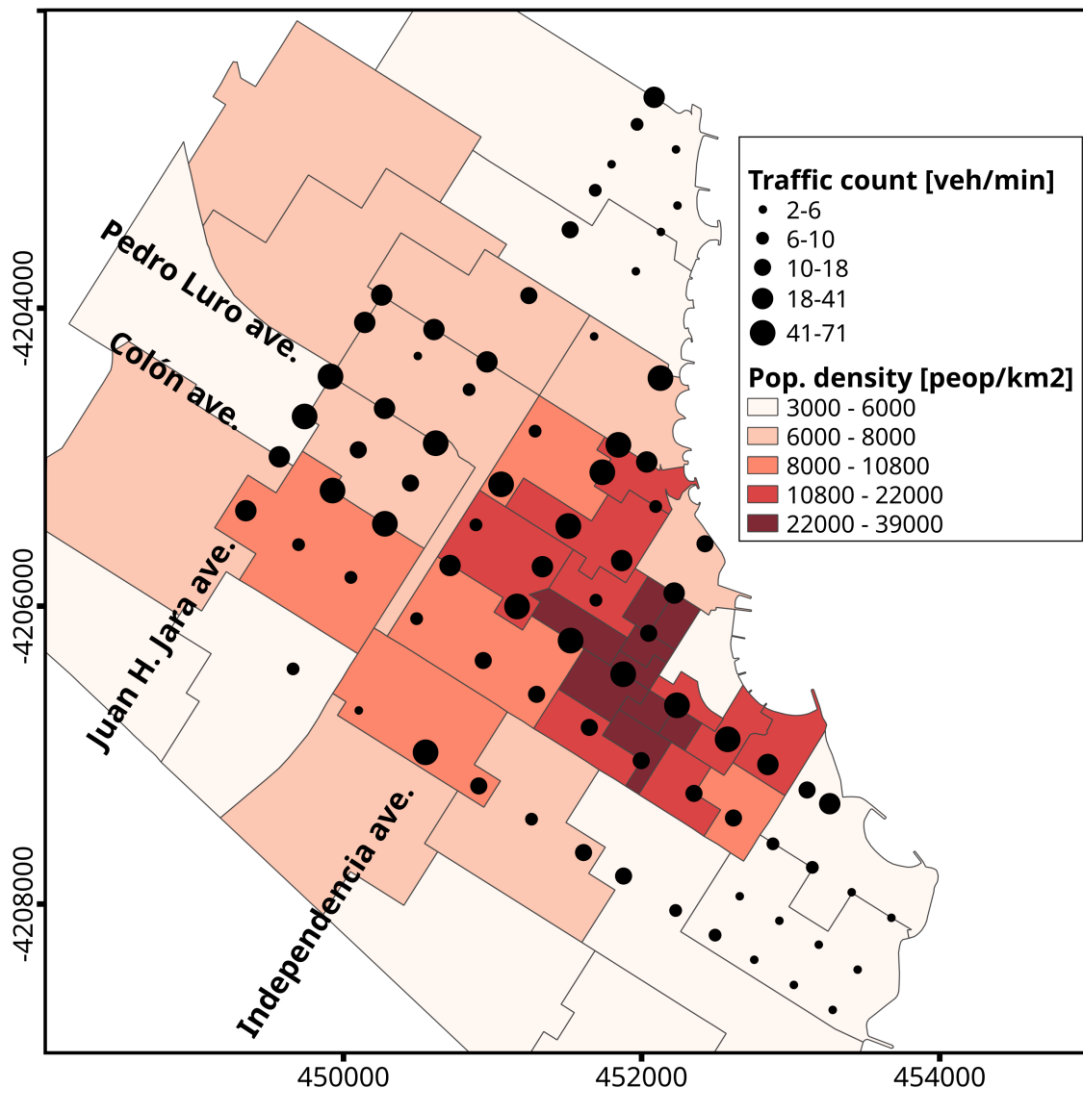 Traffic count [veh/min]
2-6
6-10
10-18
18-41
41-71
Pop. density [peop/km2]
3000 - 6000
6000 - 8000
8000 - 10800
10800 - 22000
22000 - 39000
Pedro Luro ave.
Colón ave.
Juan H. Jara ave.
Independencia ave.
-4204000
-4206000
-4208000
450000
452000
454000